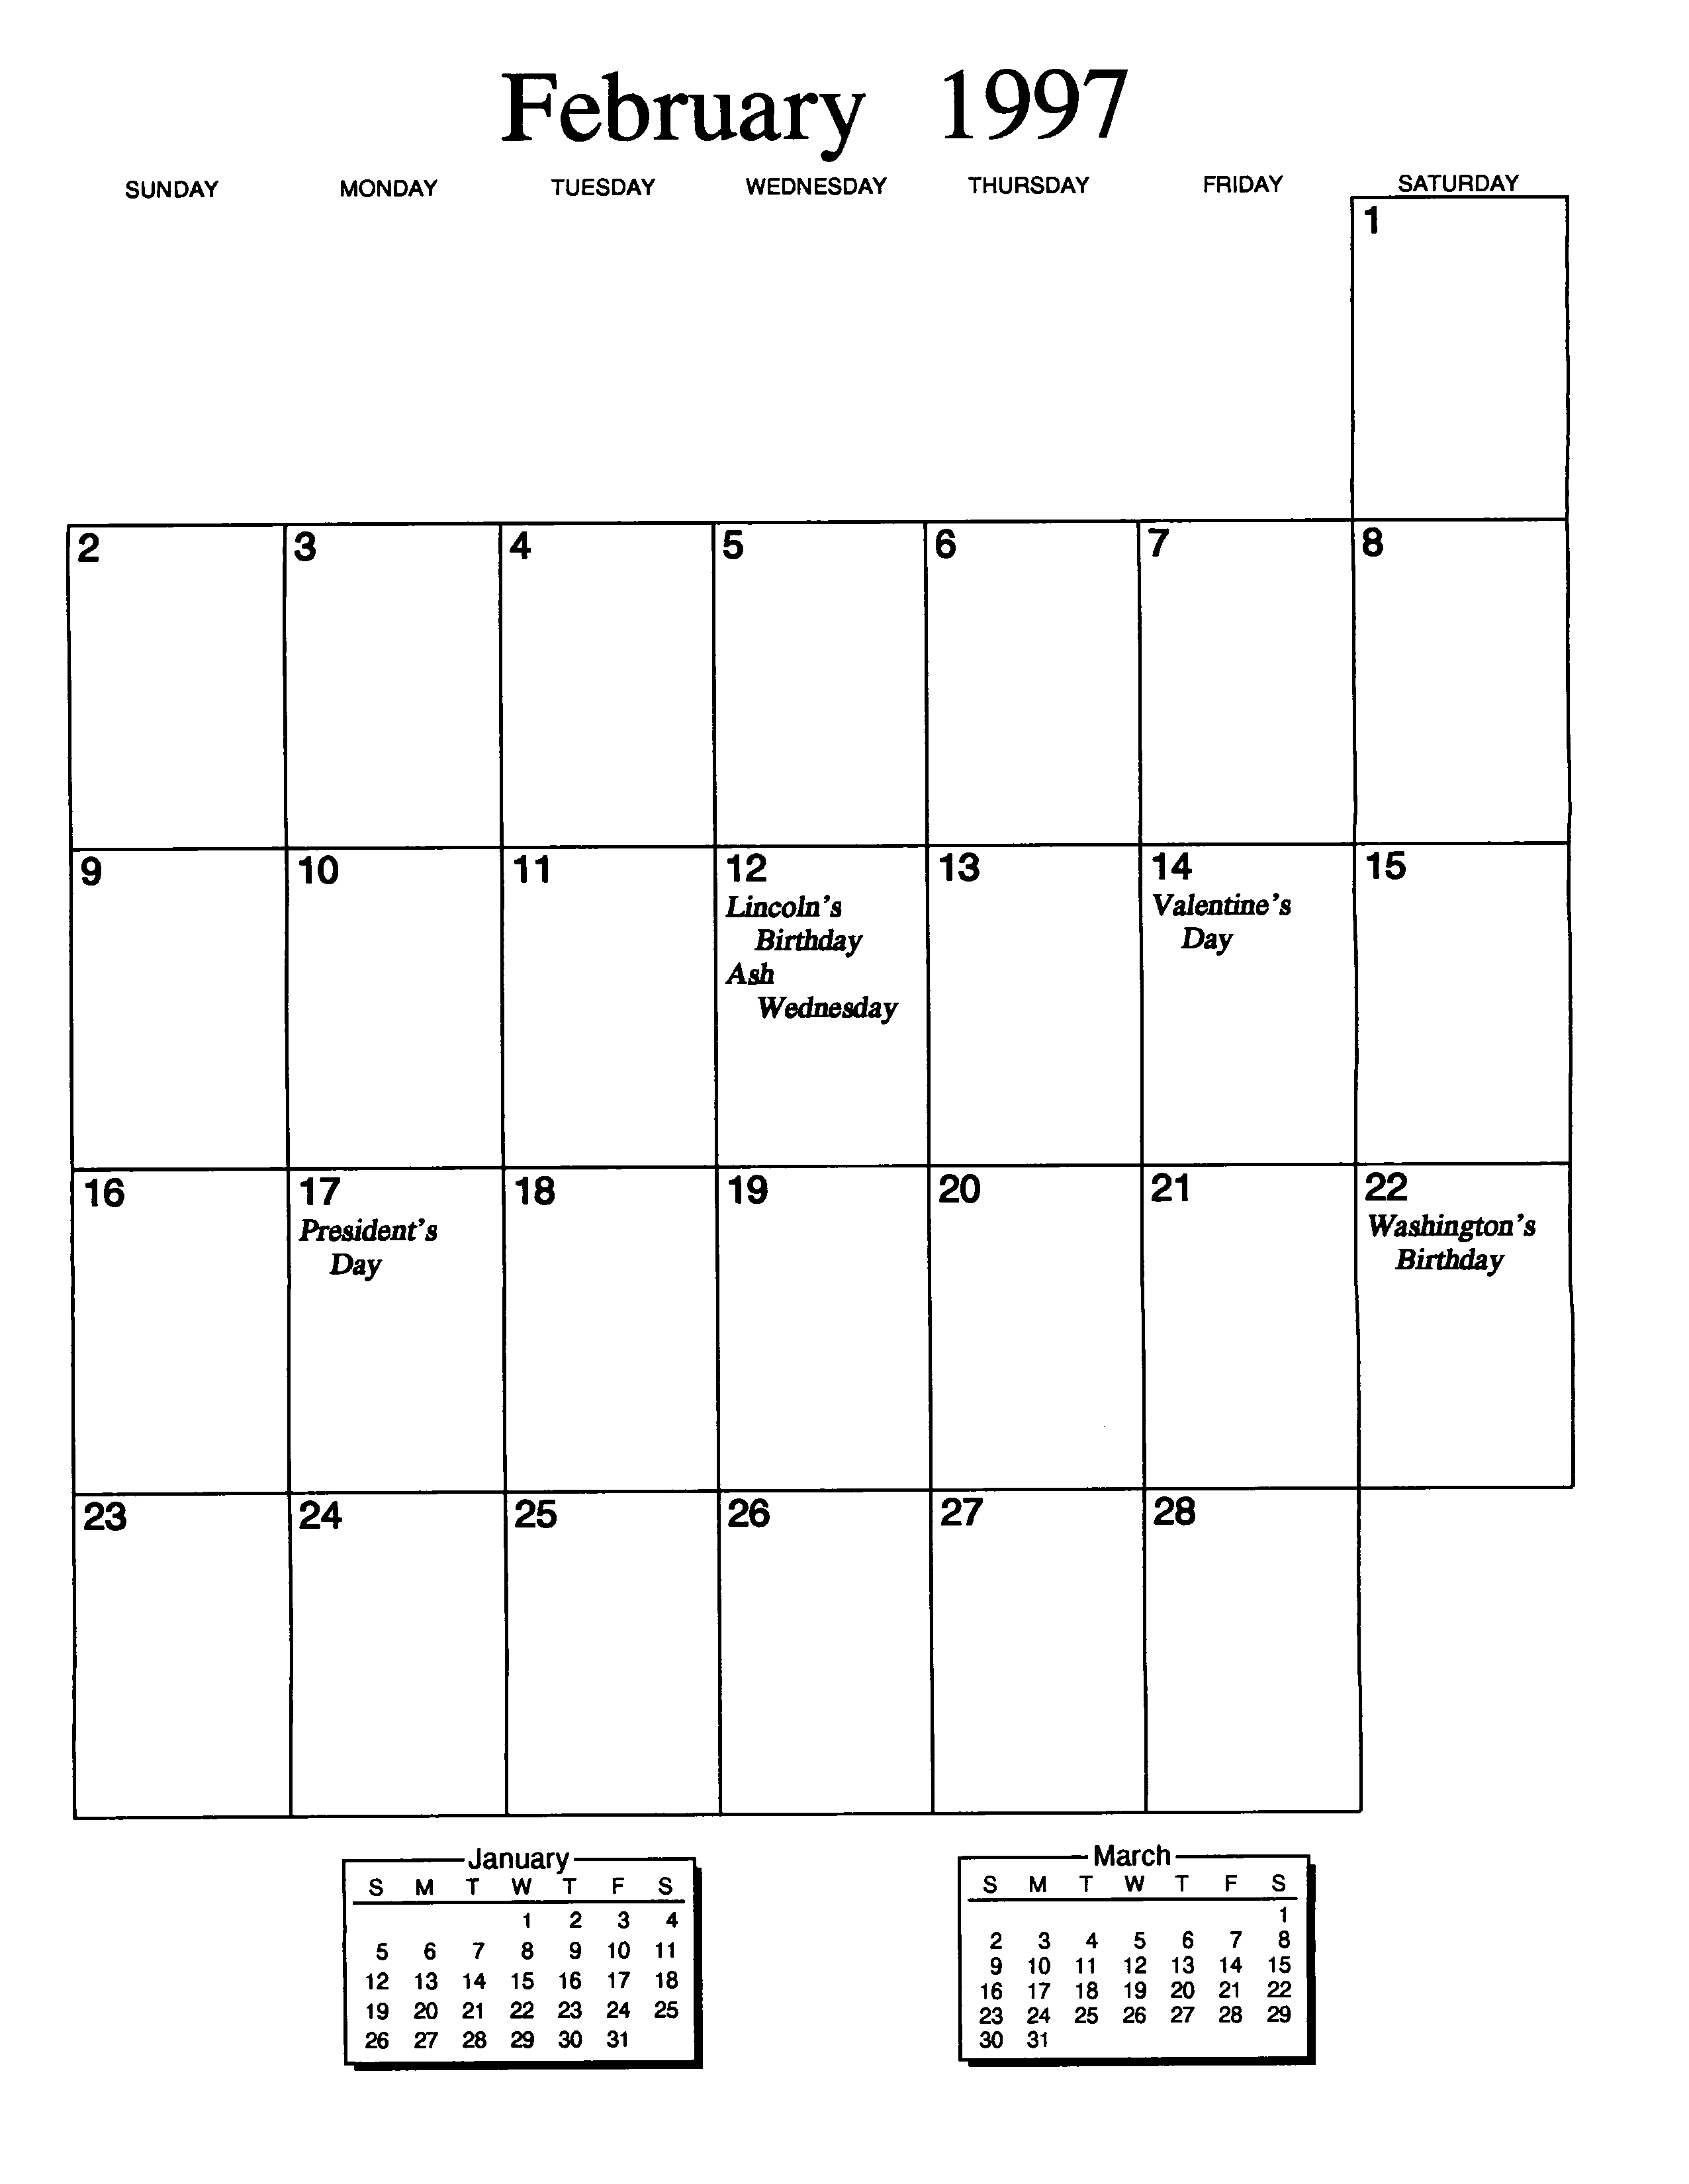 February 1997
SUNDAY MONDAY TUESDAY WEDNESDAY THURSDAY FRIDAY SATURDAY
1
2 3 4 5 6 7 8
9 10 11 12 13 14 15
Lincoln's
Birthday
Ash
Wednesday
Valentine's
Day
16 17 18 19 20 21 22
President's
Day
Washington's
Birthday
23 24 25 26 27 28
January
S M T W T F S
1 2 3 4
5 6 7 8 9 10 11
12 13 14 15 16 17 18
19 20 21 22 23 24 25
26 27 28 29 30 31
March
S M T W T F S
1
2 3 4 5 6 7 8
9 10 11 12 13 14 15
16 17 18 19 20 21 22
23 24 25 26 27 28 29
30 31